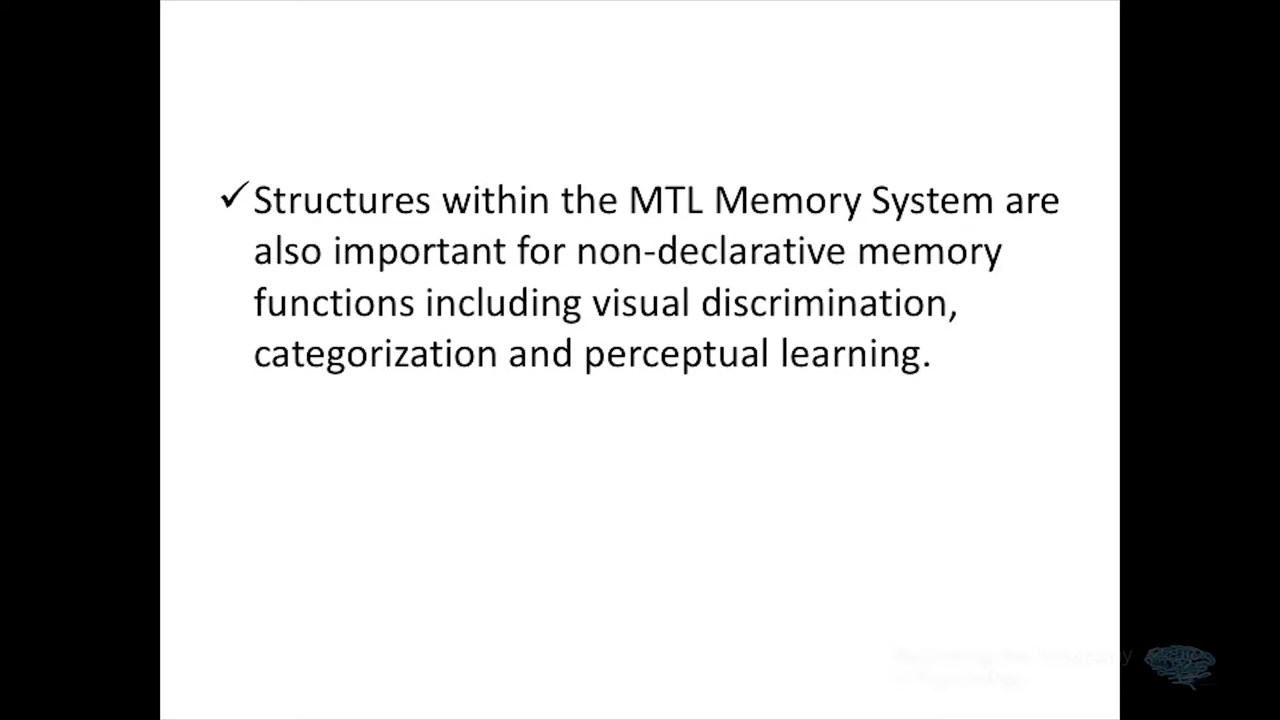 ✓Structures within the MTL Memory System are
also important for non-declarative memory
functions including visual discrimination,
categorization and perceptual learning.